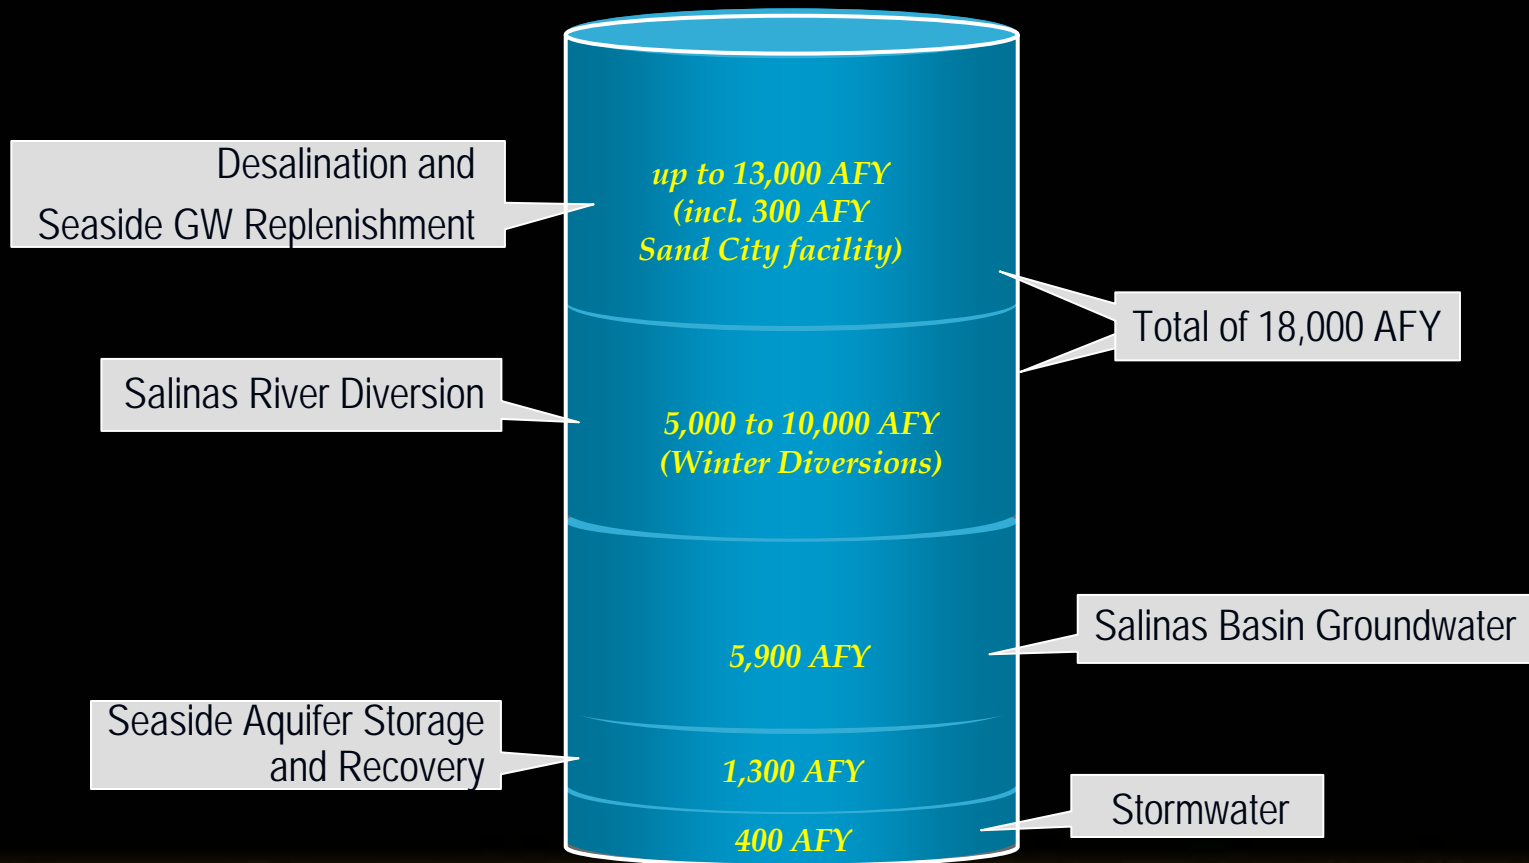 Desalination and
Seaside GW Replenishment
up to 13,000 AFY
(incl. 300 AFY
Sand City facility)
Total of 18,000 AFY
Salinas River Diversion
5,000 to 10,000 AFY
(Winter Diversions)
Salinas Basin Groundwater
5,900 AFY
Seaside Aquifer Storage
and Recovery
1,300 AFY
Stormwater
400 AFY